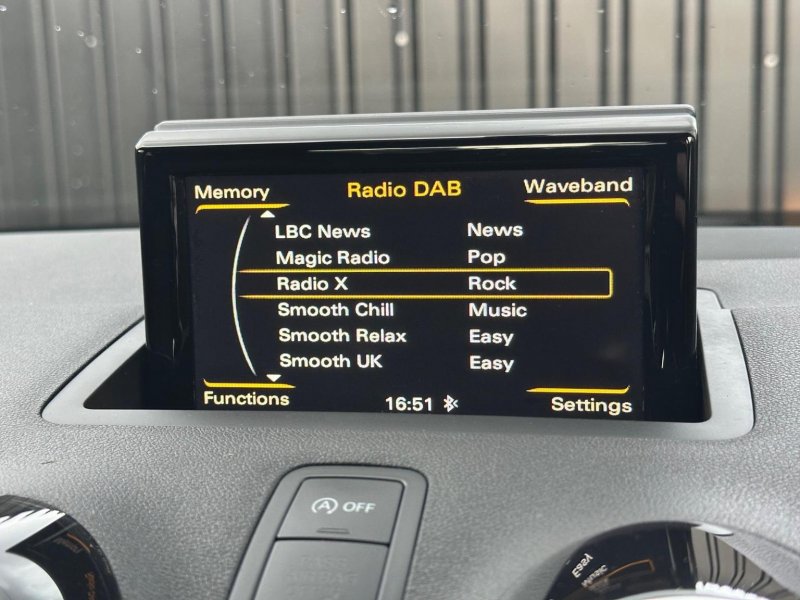 Memory Radio DAB Waveband
LBC News News
Magic Radio Pop
Radio X Rock
Smooth Chill Music
Smooth Relax Easy
Smooth UK Easy
Functions 16:51 Settings
A OFF
Easy